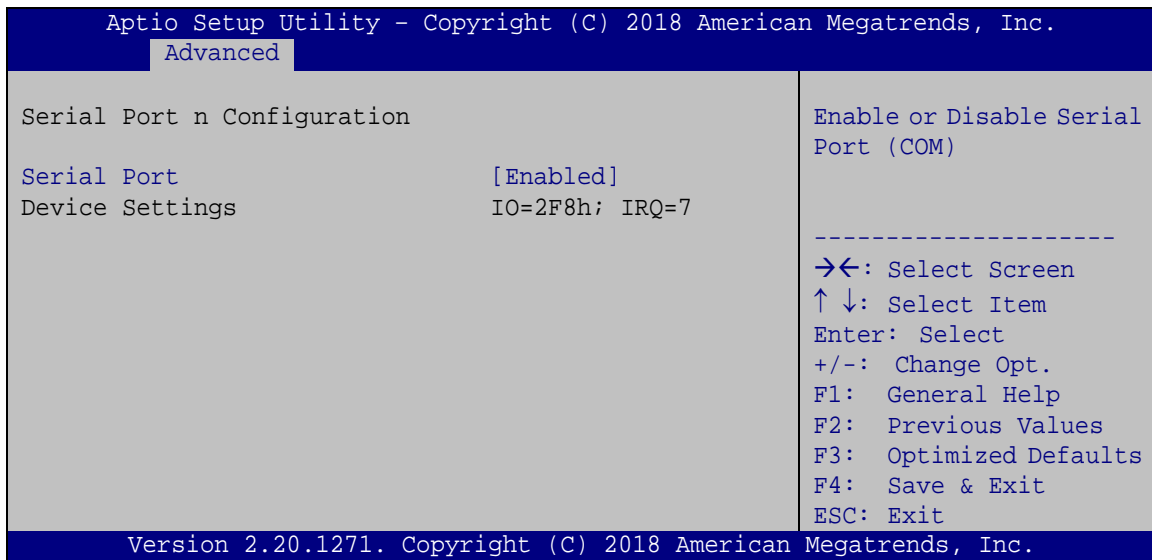 Aptio Setup Utility – Copyright (C) 2018 American Megatrends, Inc.
Advanced
Serial Port n Configuration
Serial Port [Enabled]
Device Settings IO=2F8h; IRQ=7
Enable or Disable Serial
Port (COM)
---------------------
→←: Select Screen
↑ ↓: Select Item
Enter: Select
+/-: Change Opt.
F1: General Help
F2: Previous Values
F3: Optimized Defaults
F4: Save & Exit
ESC: Exit
Version 2.20.1271. Copyright (C) 2018 American Megatrends, Inc.